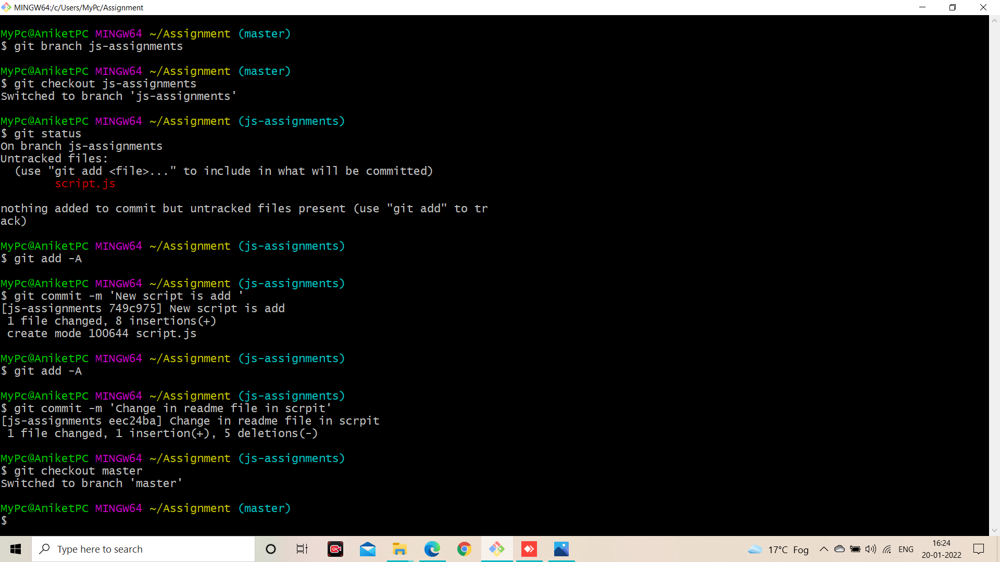 MINGW64:/c/Users/MyPc/Assignment
MyPc@AniketPC MINGW64 ~/Assignment (master)
$ git branch js-assignments
MyPc@AniketPC MINGW64 ~/Assignment (master)
$ git checkout js-assignments
Switched to branch 'js-assignments'
MyPc@AniketPC MINGW64 ~/Assignment (js-assignments)
$ git status
On branch js-assignments
Untracked files:
  (use "git add <file>..." to include in what will be committed)
        script.js
nothing added to commit but untracked files present (use "git add" to tr
ack)
MyPc@AniketPC MINGW64 ~/Assignment (js-assignments)
$ git add -A
MyPc@AniketPC MINGW64 ~/Assignment (js-assignments)
$ git commit -m 'New script is add '
[js-assignments 749c975] New script is add
 1 file changed, 8 insertions(+)
 create mode 100644 script.js
MyPc@AniketPC MINGW64 ~/Assignment (js-assignments)
$ git add -A
MyPc@AniketPC MINGW64 ~/Assignment (js-assignments)
$ git commit -m 'Change in readme file in scrpit'
[js-assignments eec24ba] Change in readme file in scrpit
 1 file changed, 1 insertion(+), 5 deletions(-)
MyPc@AniketPC MINGW64 ~/Assignment (js-assignments)
$ git checkout master
Switched to branch 'master'
MyPc@AniketPC MINGW64 ~/Assignment (master)
$
Type here to search
17°C Fog
ENG
16:24
20-01-2022